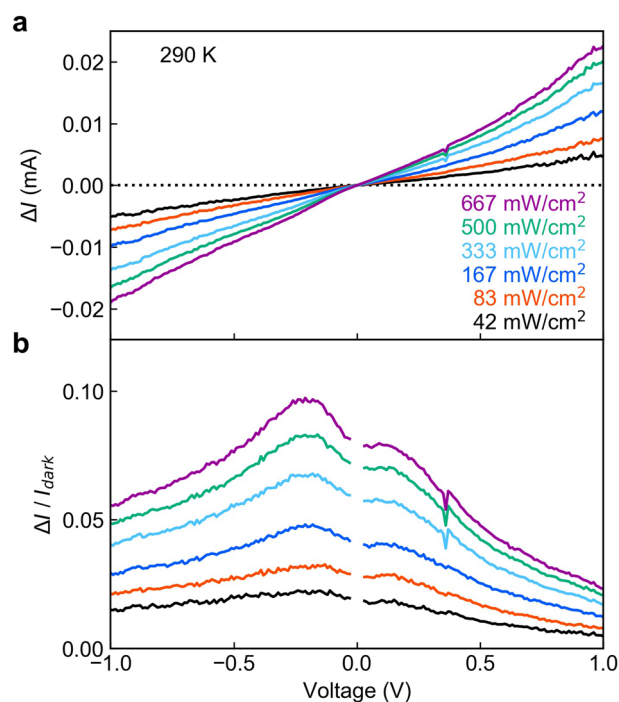 a
290 K
0.02
0.01
0.00
−0.01
−0.02
ΔI (mA)
667 mW/cm²
500 mW/cm²
333 mW/cm²
167 mW/cm²
83 mW/cm²
42 mW/cm²
b
0.10
0.05
0.00
ΔI / I_dark
−1.0 −0.5 0.0 0.5 1.0
Voltage (V)